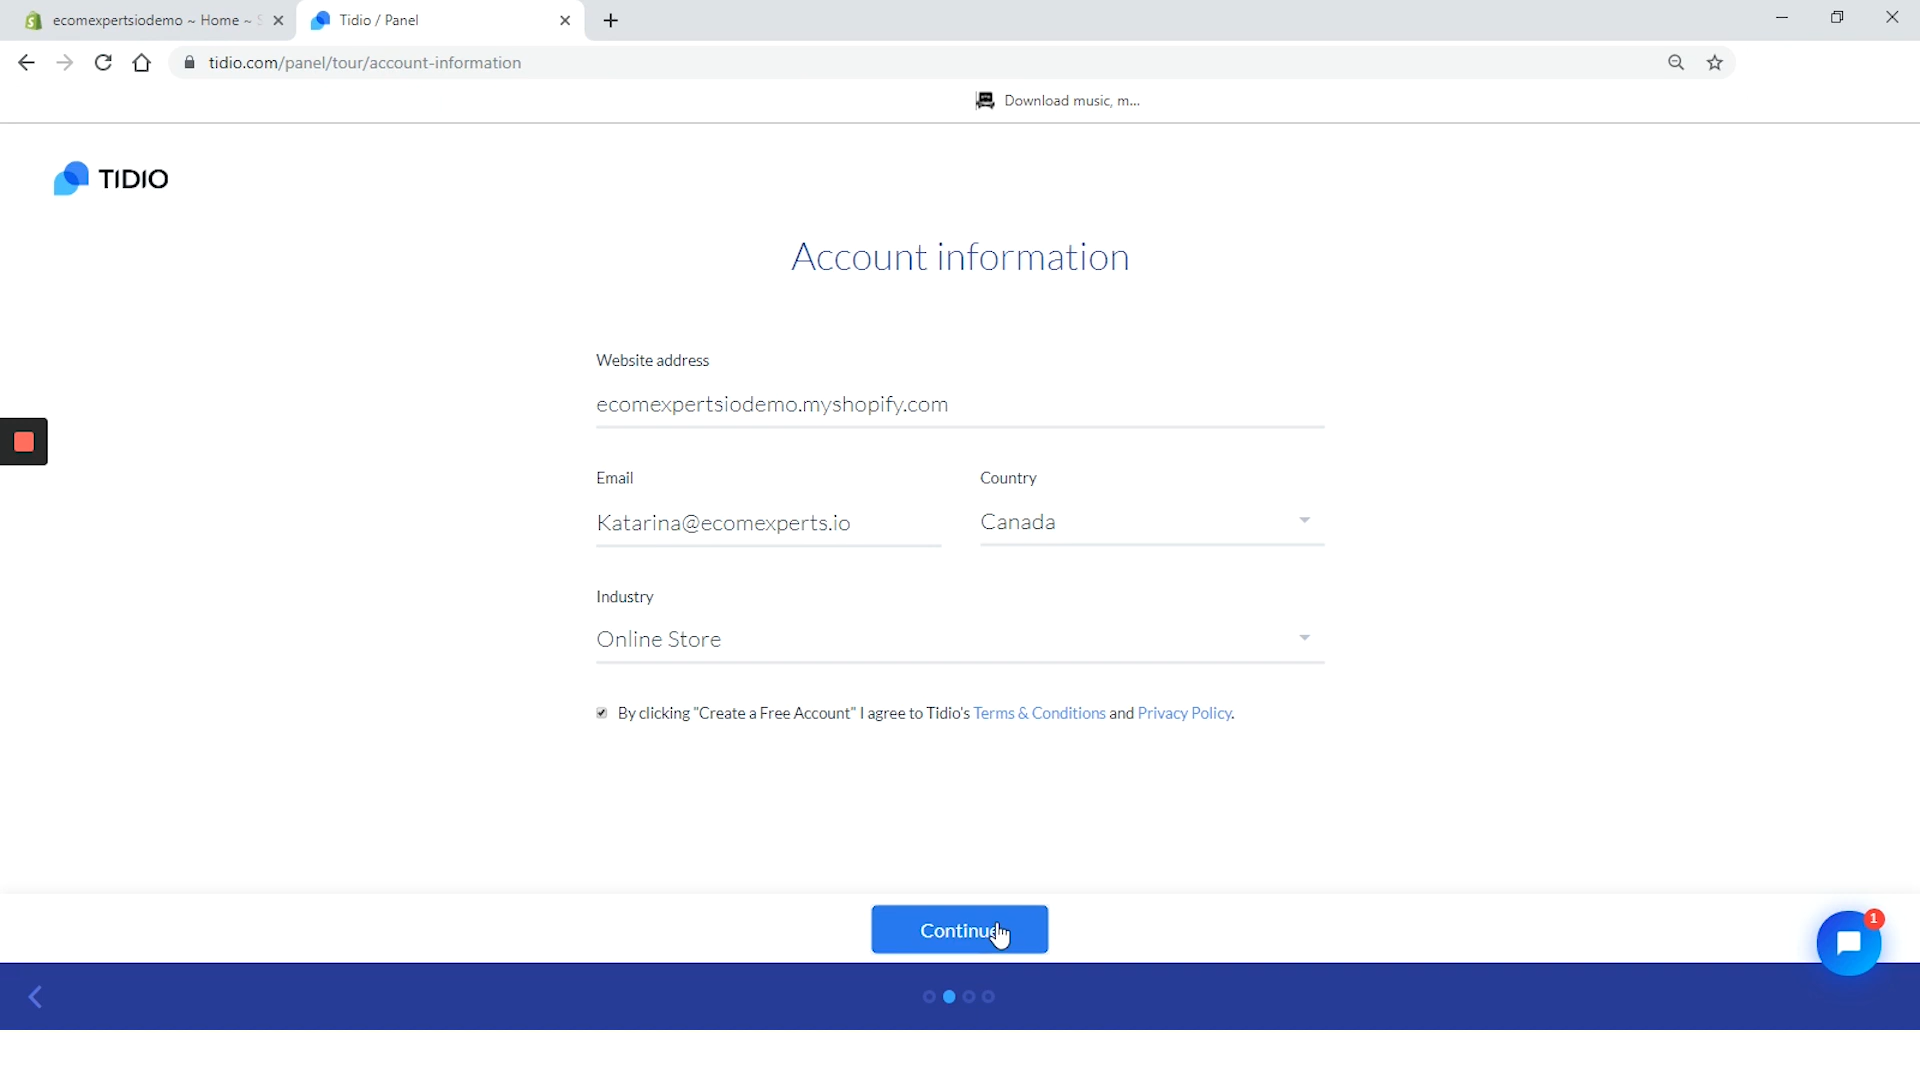 ecomexpertsiodemo ~ Home ~
Tidio / Panel
tidio.com/panel/tour/account-information
Download music, m...
TIDIO
Account information
Website address
ecomexpertsiodemo.myshopify.com
Email
Country
Katarina@ecomexperts.io
Canada
Industry
Online Store
By clicking "Create a Free Account" I agree to Tidio's Terms & Conditions and Privacy Policy.
Continue
1